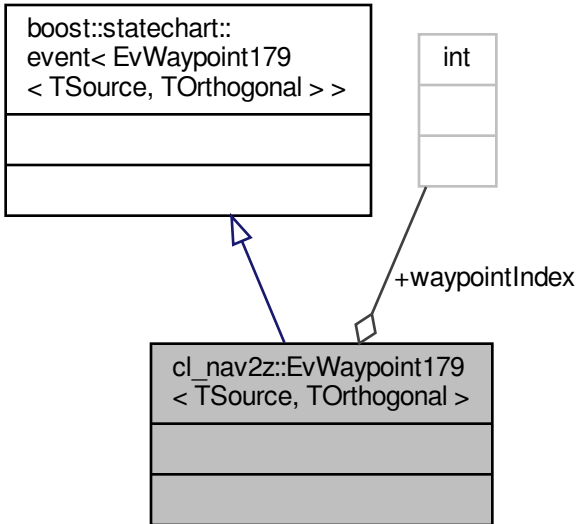 boost::statechart::
event< EvWaypoint179
< TSource, TOrthogonal > >
int
+waypointIndex
cl_nav2z::EvWaypoint179
< TSource, TOrthogonal >